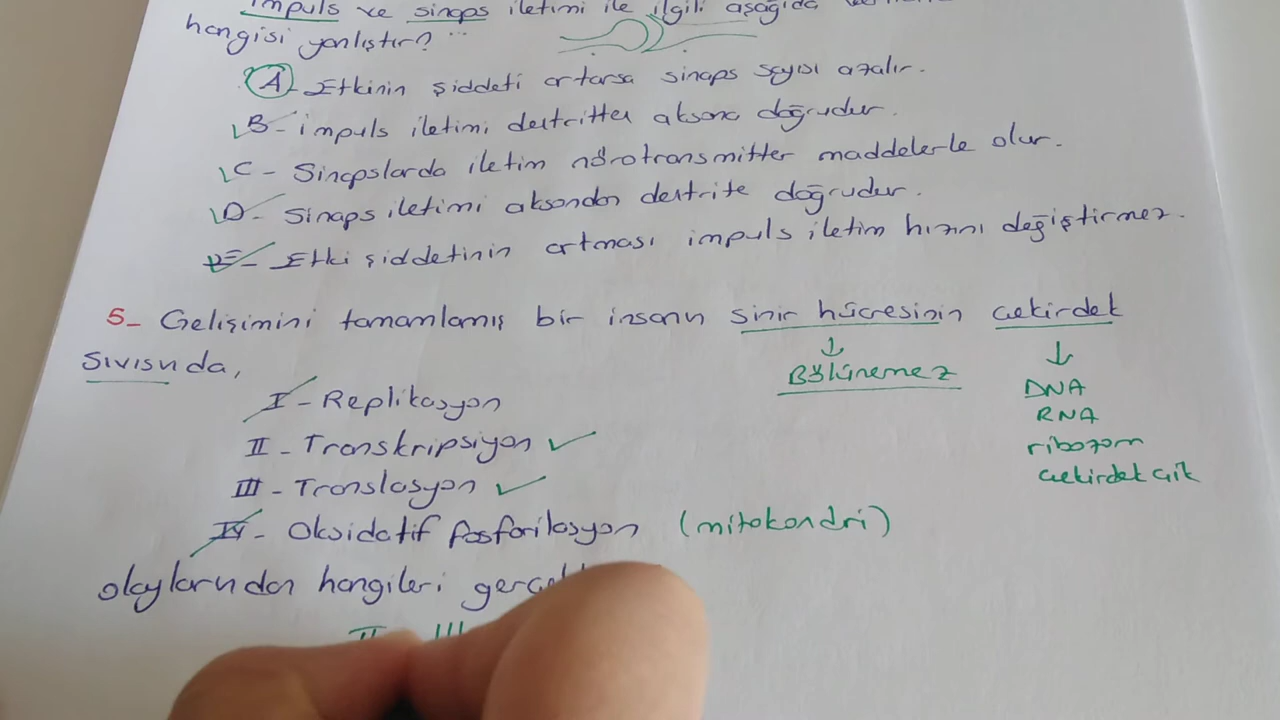 impuls ve sinaps iletimi ile ilgili aşağıda
hangisi yanlıştır?
A - Etkinin şiddeti artarsa sinaps sayısı azalır.
B - İmpuls iletimi dentritten aksona doğrudur.
C - Sinapslarda iletim nörotransmitter maddelerle olur.
D - Sinaps iletimi aksondan dentrite doğrudur.
E - Etki şiddetinin artması impuls iletim hızını değiştirmez.
5- Gelişimini tamamlamış bir insanın sinir hücresinin çekirdek
sıvısında,
Bölünemez
DNA
RNA
ribozom
çekirdekçik
I - Replikasyon
II - Transkripsiyon
III - Translasyon
IV - Oksidatif fosforilasyon (mitokondri)
olaylarından hangileri
II III